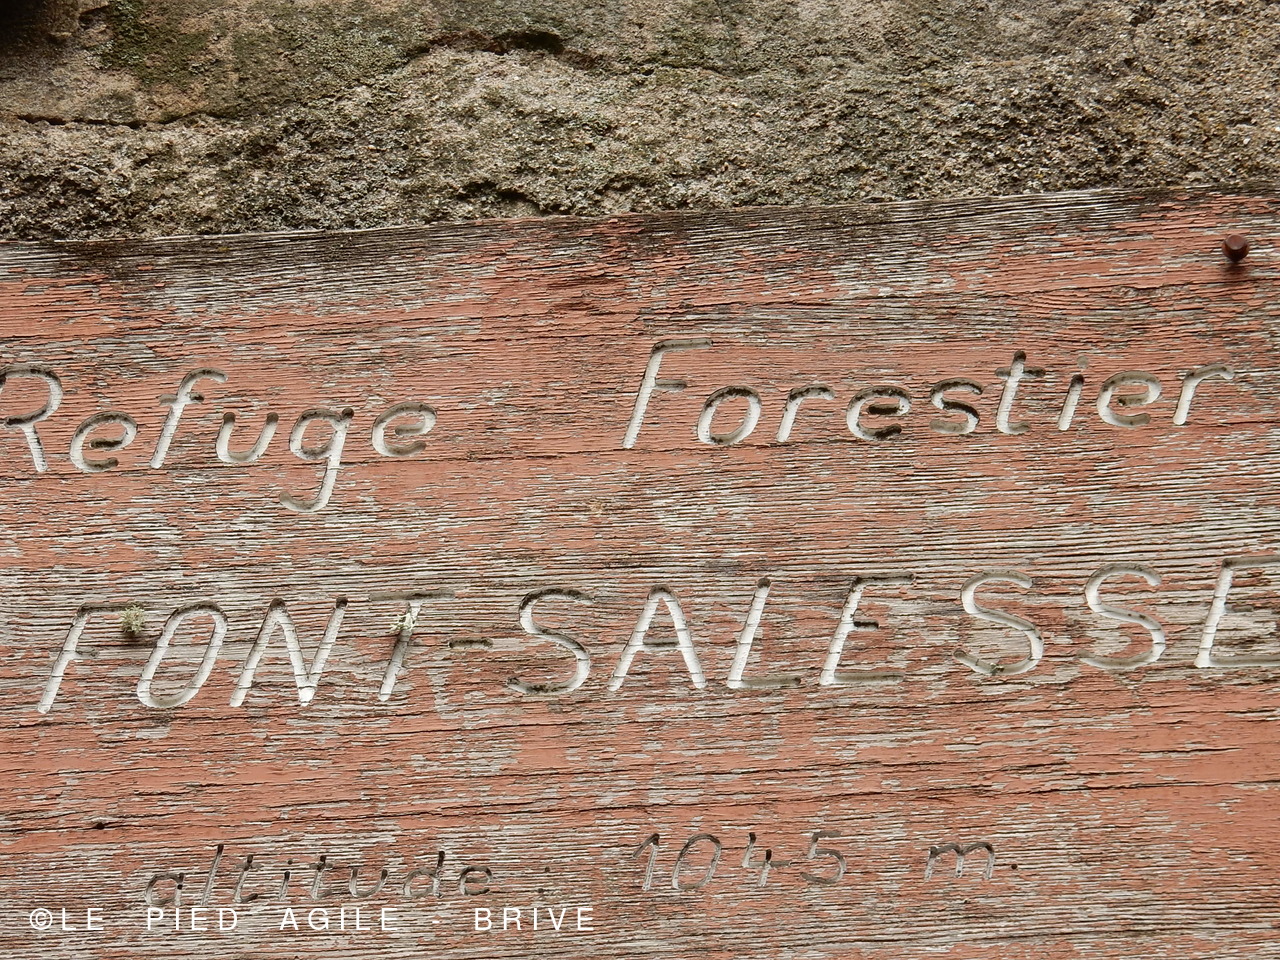 Refuge Forestier
FONT-SALESSE
altitude : 1045 m.
©LE PIED AGILE - BRIVE